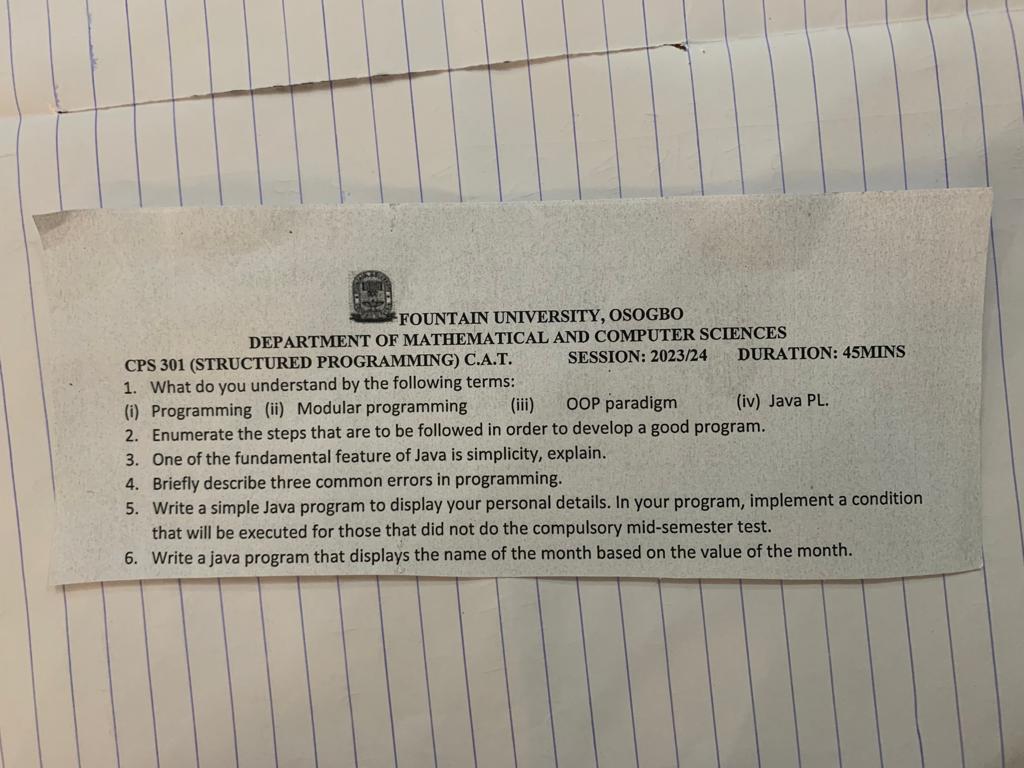 FOUNTAIN UNIVERSITY, OSOGBO
DEPARTMENT OF MATHEMATICAL AND COMPUTER SCIENCES
CPS 301 (STRUCTURED PROGRAMMING) C.A.T. SESSION: 2023/24 DURATION: 45MINS
1. What do you understand by the following terms:
(i) Programming (ii) Modular programming (iii) OOP paradigm (iv) Java PL.
2. Enumerate the steps that are to be followed in order to develop a good program.
3. One of the fundamental feature of Java is simplicity, explain.
4. Briefly describe three common errors in programming.
5. Write a simple Java program to display your personal details. In your program, implement a condition
that will be executed for those that did not do the compulsory mid-semester test.
6. Write a java program that displays the name of the month based on the value of the month.